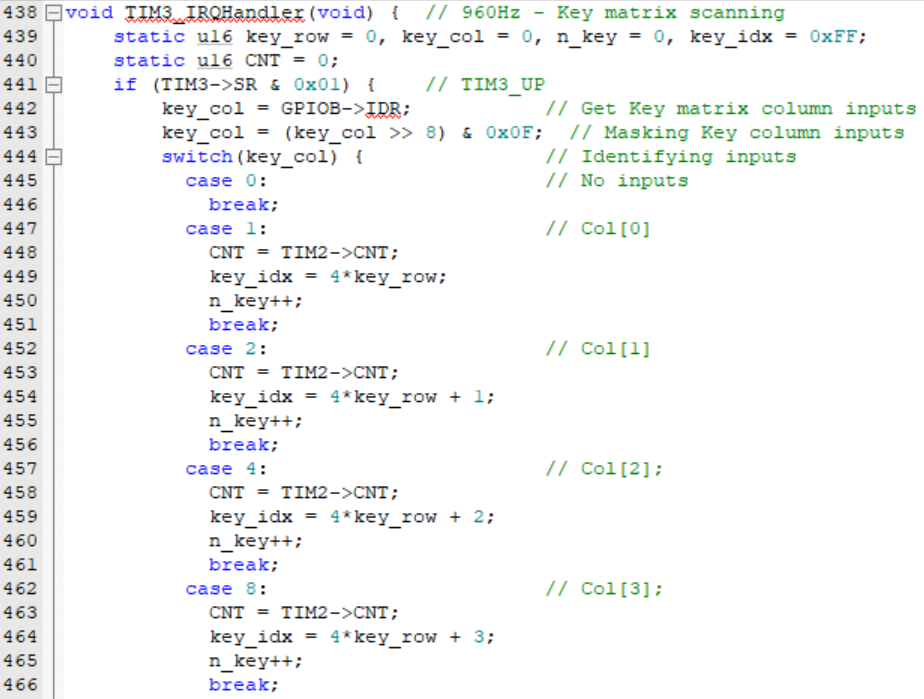 438 void TIM3_IRQHandler(void) {  // 960Hz - Key matrix scanning
439     static u16 key_row = 0, key_col = 0, n_key = 0, key_idx = 0xFF;
440     static u16 CNT = 0;
441     if (TIM3->SR & 0x01) {    // TIM3_UP
442         key_col = GPIOB->IDR;           // Get Key matrix column inputs
443         key_col = (key_col >> 8) & 0x0F;  // Masking Key column inputs
444         switch(key_col) {               // Identifying inputs
445           case 0:                       // No inputs
446             break;
447           case 1:                       // Col[0]
448             CNT = TIM2->CNT;
449             key_idx = 4*key_row;
450             n_key++;
451             break;
452           case 2:                       // Col[1]
453             CNT = TIM2->CNT;
454             key_idx = 4*key_row + 1;
455             n_key++;
456             break;
457           case 4:                       // Col[2];
458             CNT = TIM2->CNT;
459             key_idx = 4*key_row + 2;
460             n_key++;
461             break;
462           case 8:                       // Col[3];
463             CNT = TIM2->CNT;
464             key_idx = 4*key_row + 3;
465             n_key++;
466             break;